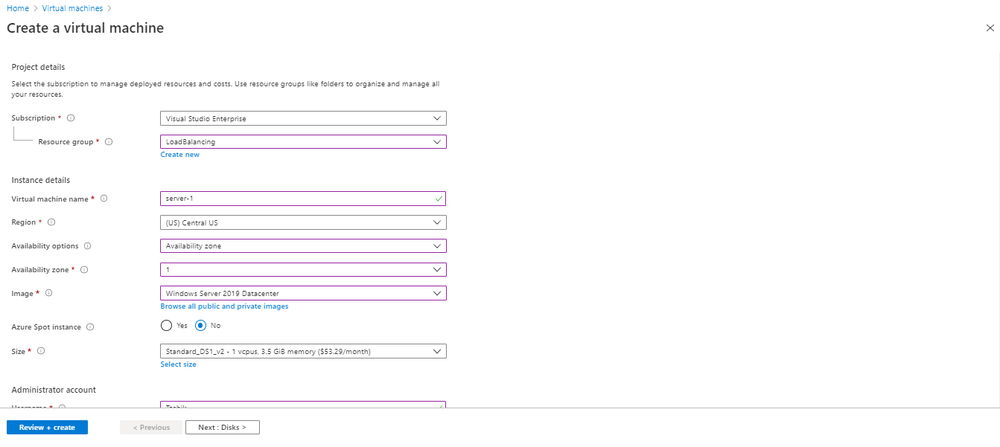 Home > Virtual machines >
Create a virtual machine
Project details
Select the subscription to manage deployed resources and costs. Use resource groups like folders to organize and manage all
your resources.
Subscription * Visual Studio Enterprise
Resource group * LoadBalancing
Create new
Instance details
Virtual machine name * server-1
Region * (US) Central US
Availability options Availability zone
Availability zone * 1
Image * Windows Server 2019 Datacenter
Browse all public and private images
Azure Spot instance Yes No
Size * Standard_DS1_v2 - 1 vcpus, 3.5 GiB memory ($53.29/month)
Select size
Administrator account
Username *
Review + create < Previous Next : Disks >